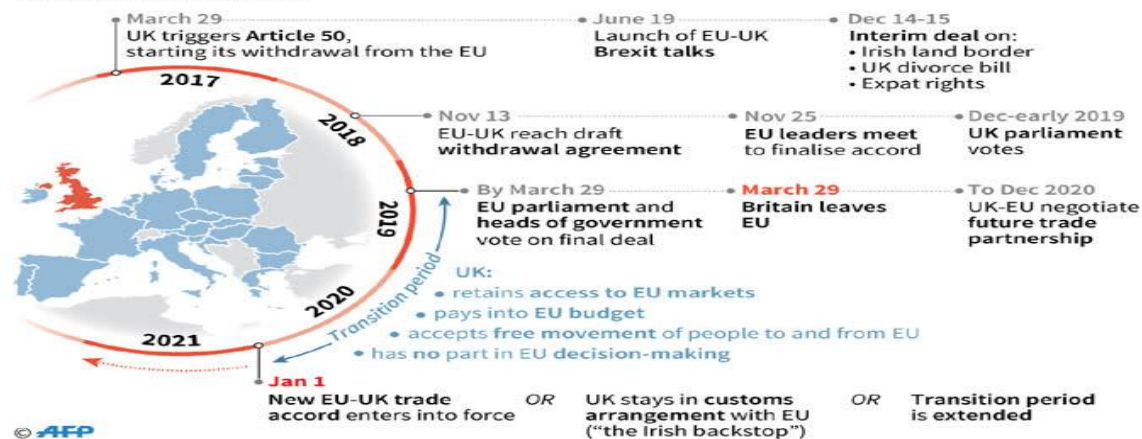 March 29
UK triggers Article 50,
starting its withdrawal from the EU
June 19
Launch of EU-UK
Brexit talks
Dec 14-15
Interim deal on:
• Irish land border
• UK divorce bill
• Expat rights
2017
2018
Nov 13
EU-UK reach draft
withdrawal agreement
Nov 25
EU leaders meet
to finalise accord
Dec-early 2019
UK parliament
votes
2019
By March 29
EU parliament and
heads of government
vote on final deal
March 29
Britain leaves
EU
To Dec 2020
UK-EU negotiate
future trade
partnership
2020
Transition period
UK:
• retains access to EU markets
• pays into EU budget
• accepts free movement of people to and from EU
• has no part in EU decision-making
2021
Jan 1
New EU-UK trade
accord enters into force
OR
UK stays in customs
arrangement with EU
("the Irish backstop")
OR
Transition period
is extended
© AFP